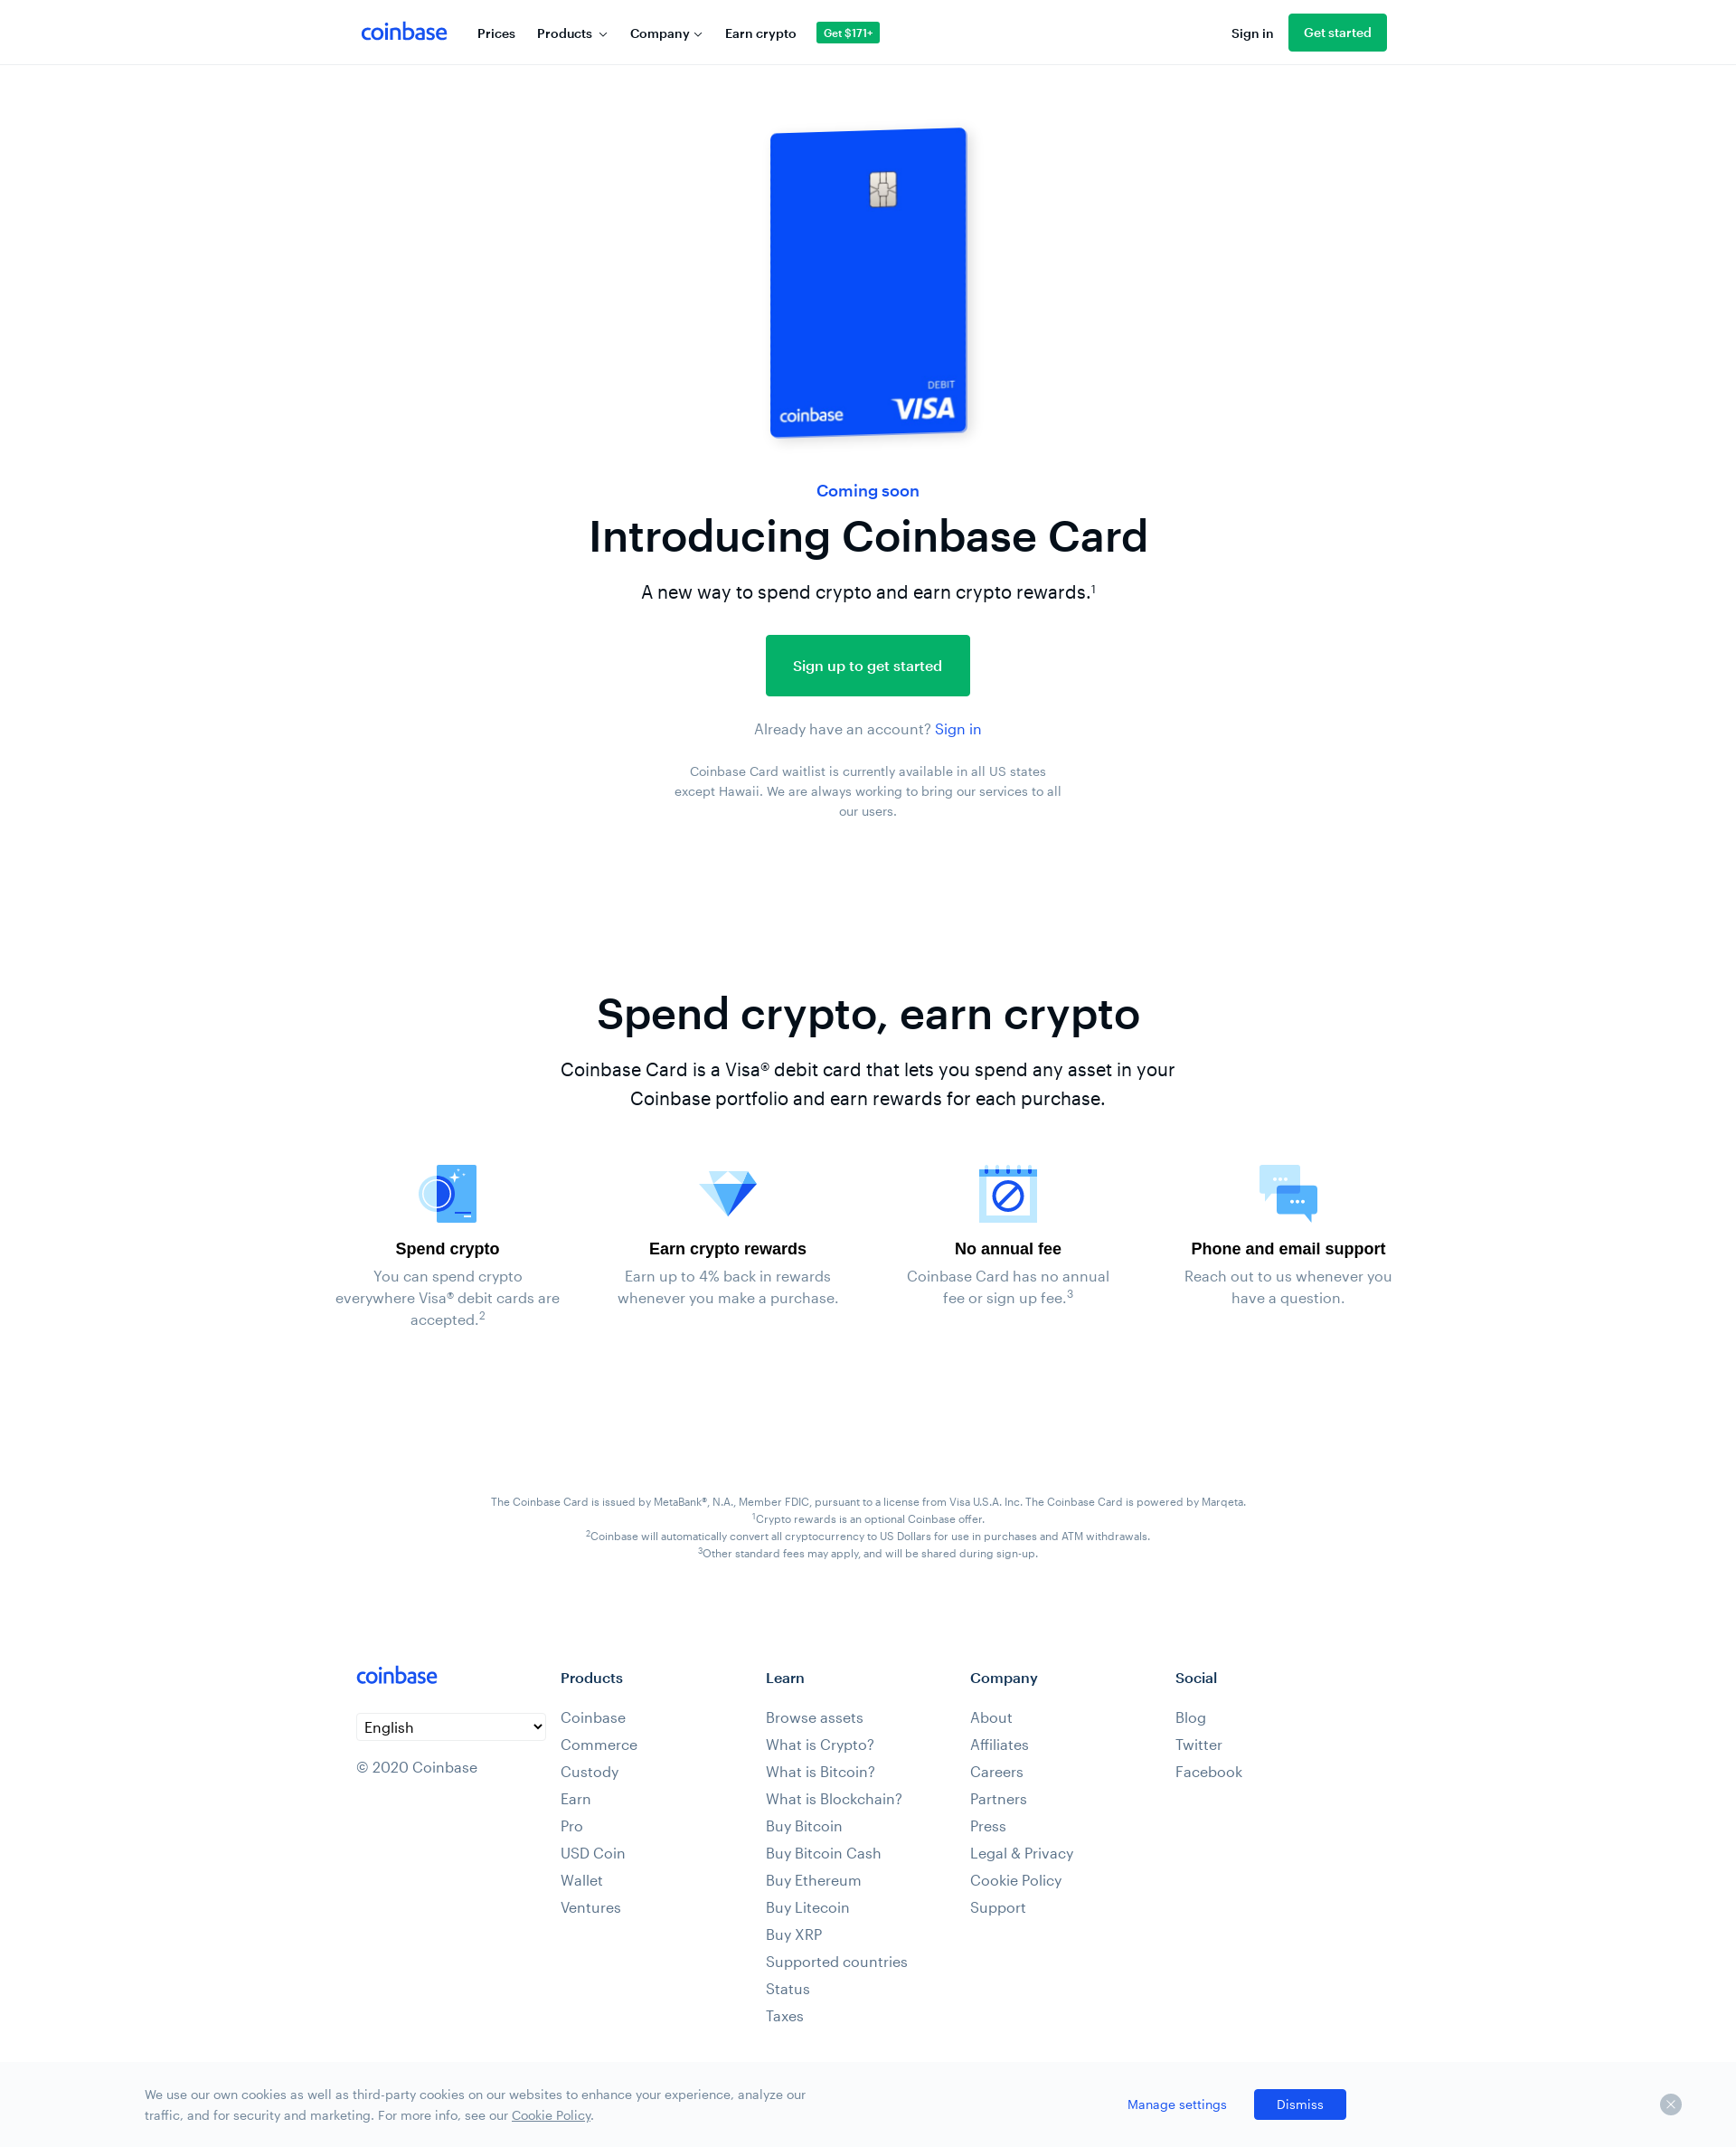 coinbase Prices Products Company Earn crypto Get $171+ Sign in Get started
DEBIT
coinbase VISA
Coming soon
Introducing Coinbase Card
A new way to spend crypto and earn crypto rewards.¹
Sign up to get started
Already have an account? Sign in
Coinbase Card waitlist is currently available in all US states
except Hawaii. We are always working to bring our services to all
our users.
Spend crypto, earn crypto
Coinbase Card is a Visa® debit card that lets you spend any asset in your
Coinbase portfolio and earn rewards for each purchase.
Spend crypto
You can spend crypto
everywhere Visa® debit cards are
accepted.²
Earn crypto rewards
Earn up to 4% back in rewards
whenever you make a purchase.
No annual fee
Coinbase Card has no annual
fee or sign up fee.³
Phone and email support
Reach out to us whenever you
have a question.
The Coinbase Card is issued by MetaBank®, N.A., Member FDIC, pursuant to a license from Visa U.S.A. Inc. The Coinbase Card is powered by Marqeta.
¹Crypto rewards is an optional Coinbase offer.
²Coinbase will automatically convert all cryptocurrency to US Dollars for use in purchases and ATM withdrawals.
³Other standard fees may apply, and will be shared during sign-up.
coinbase
English
© 2020 Coinbase
Products
Coinbase
Commerce
Custody
Earn
Pro
USD Coin
Wallet
Ventures
Learn
Browse assets
What is Crypto?
What is Bitcoin?
What is Blockchain?
Buy Bitcoin
Buy Bitcoin Cash
Buy Ethereum
Buy Litecoin
Buy XRP
Supported countries
Status
Taxes
Company
About
Affiliates
Careers
Partners
Press
Legal & Privacy
Cookie Policy
Support
Social
Blog
Twitter
Facebook
We use our own cookies as well as third-party cookies on our websites to enhance your experience, analyze our
traffic, and for security and marketing. For more info, see our Cookie Policy.
Manage settings Dismiss